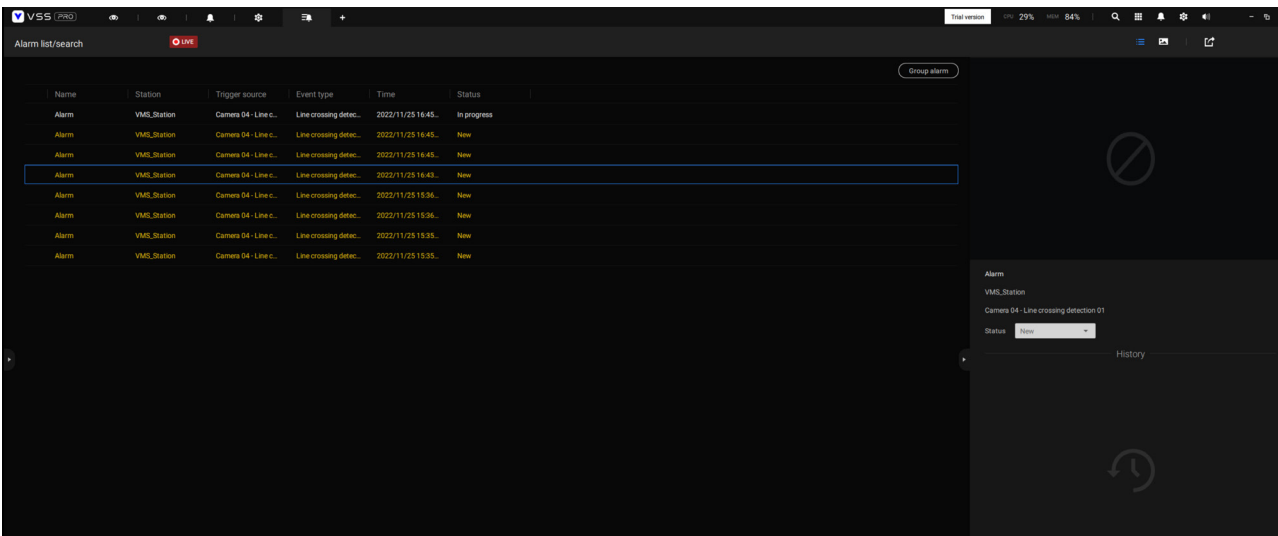 VSS PRO Trial version CPU 29% MEM 84%
Alarm list/search LIVE
Group alarm
Name Station Trigger source Event type Time Status
Alarm VMS_Station Camera 04 - Line c... Line crossing detec... 2022/11/25 16:45... In progress
Alarm VMS_Station Camera 04 - Line c... Line crossing detec... 2022/11/25 16:45... New
Alarm VMS_Station Camera 04 - Line c... Line crossing detec... 2022/11/25 16:45... New
Alarm VMS_Station Camera 04 - Line c... Line crossing detec... 2022/11/25 16:43... New
Alarm VMS_Station Camera 04 - Line c... Line crossing detec... 2022/11/25 15:36... New
Alarm VMS_Station Camera 04 - Line c... Line crossing detec... 2022/11/25 15:36... New
Alarm VMS_Station Camera 04 - Line c... Line crossing detec... 2022/11/25 15:35... New
Alarm VMS_Station Camera 04 - Line c... Line crossing detec... 2022/11/25 15:35... New
Alarm
VMS_Station
Camera 04 - Line crossing detection 01
Status New
History